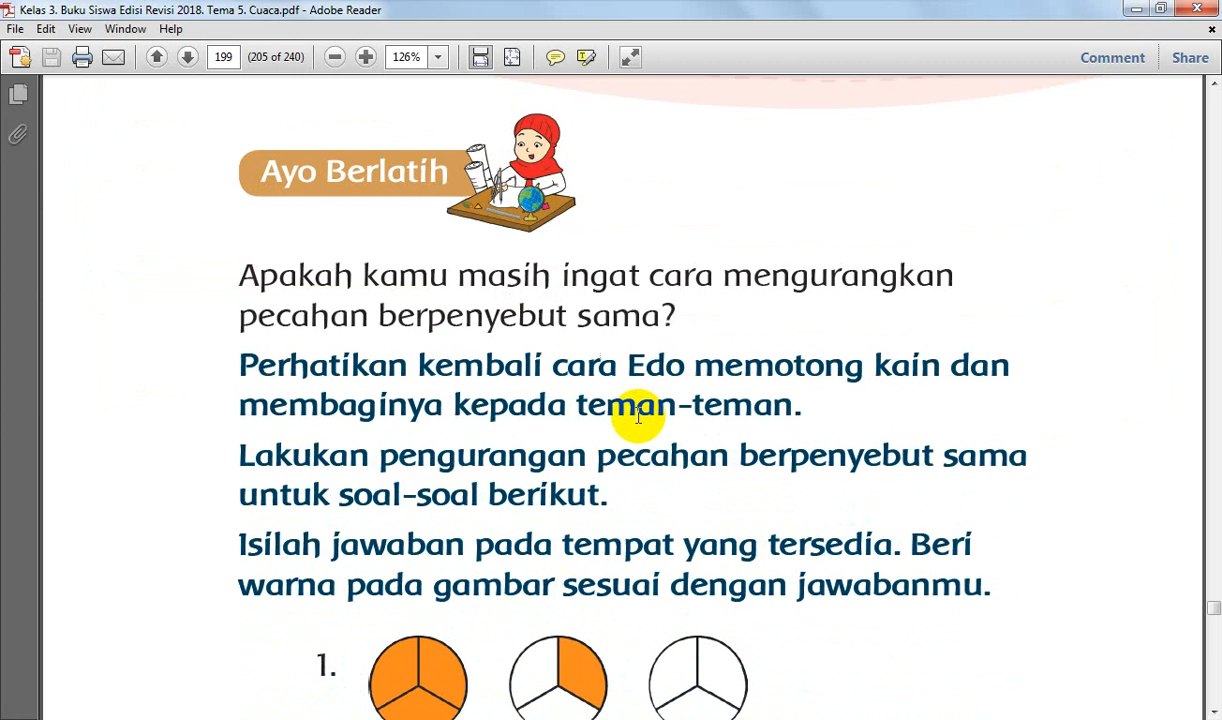 Kelas 3. Buku Siswa Edisi Revisi 2018. Tema 5. Cuaca.pdf - Adobe Reader
File Edit View Window Help
199 (205 of 240) 126% Comment Share
Ayo Berlatih
Apakah kamu masih ingat cara mengurangkan
pecahan berpenyebut sama?
Perhatikan kembali cara Edo memotong kain dan
membaginya kepada teman-teman.
Lakukan pengurangan pecahan berpenyebut sama
untuk soal-soal berikut.
Isilah jawaban pada tempat yang tersedia. Beri
warna pada gambar sesuai dengan jawabanmu.
1.